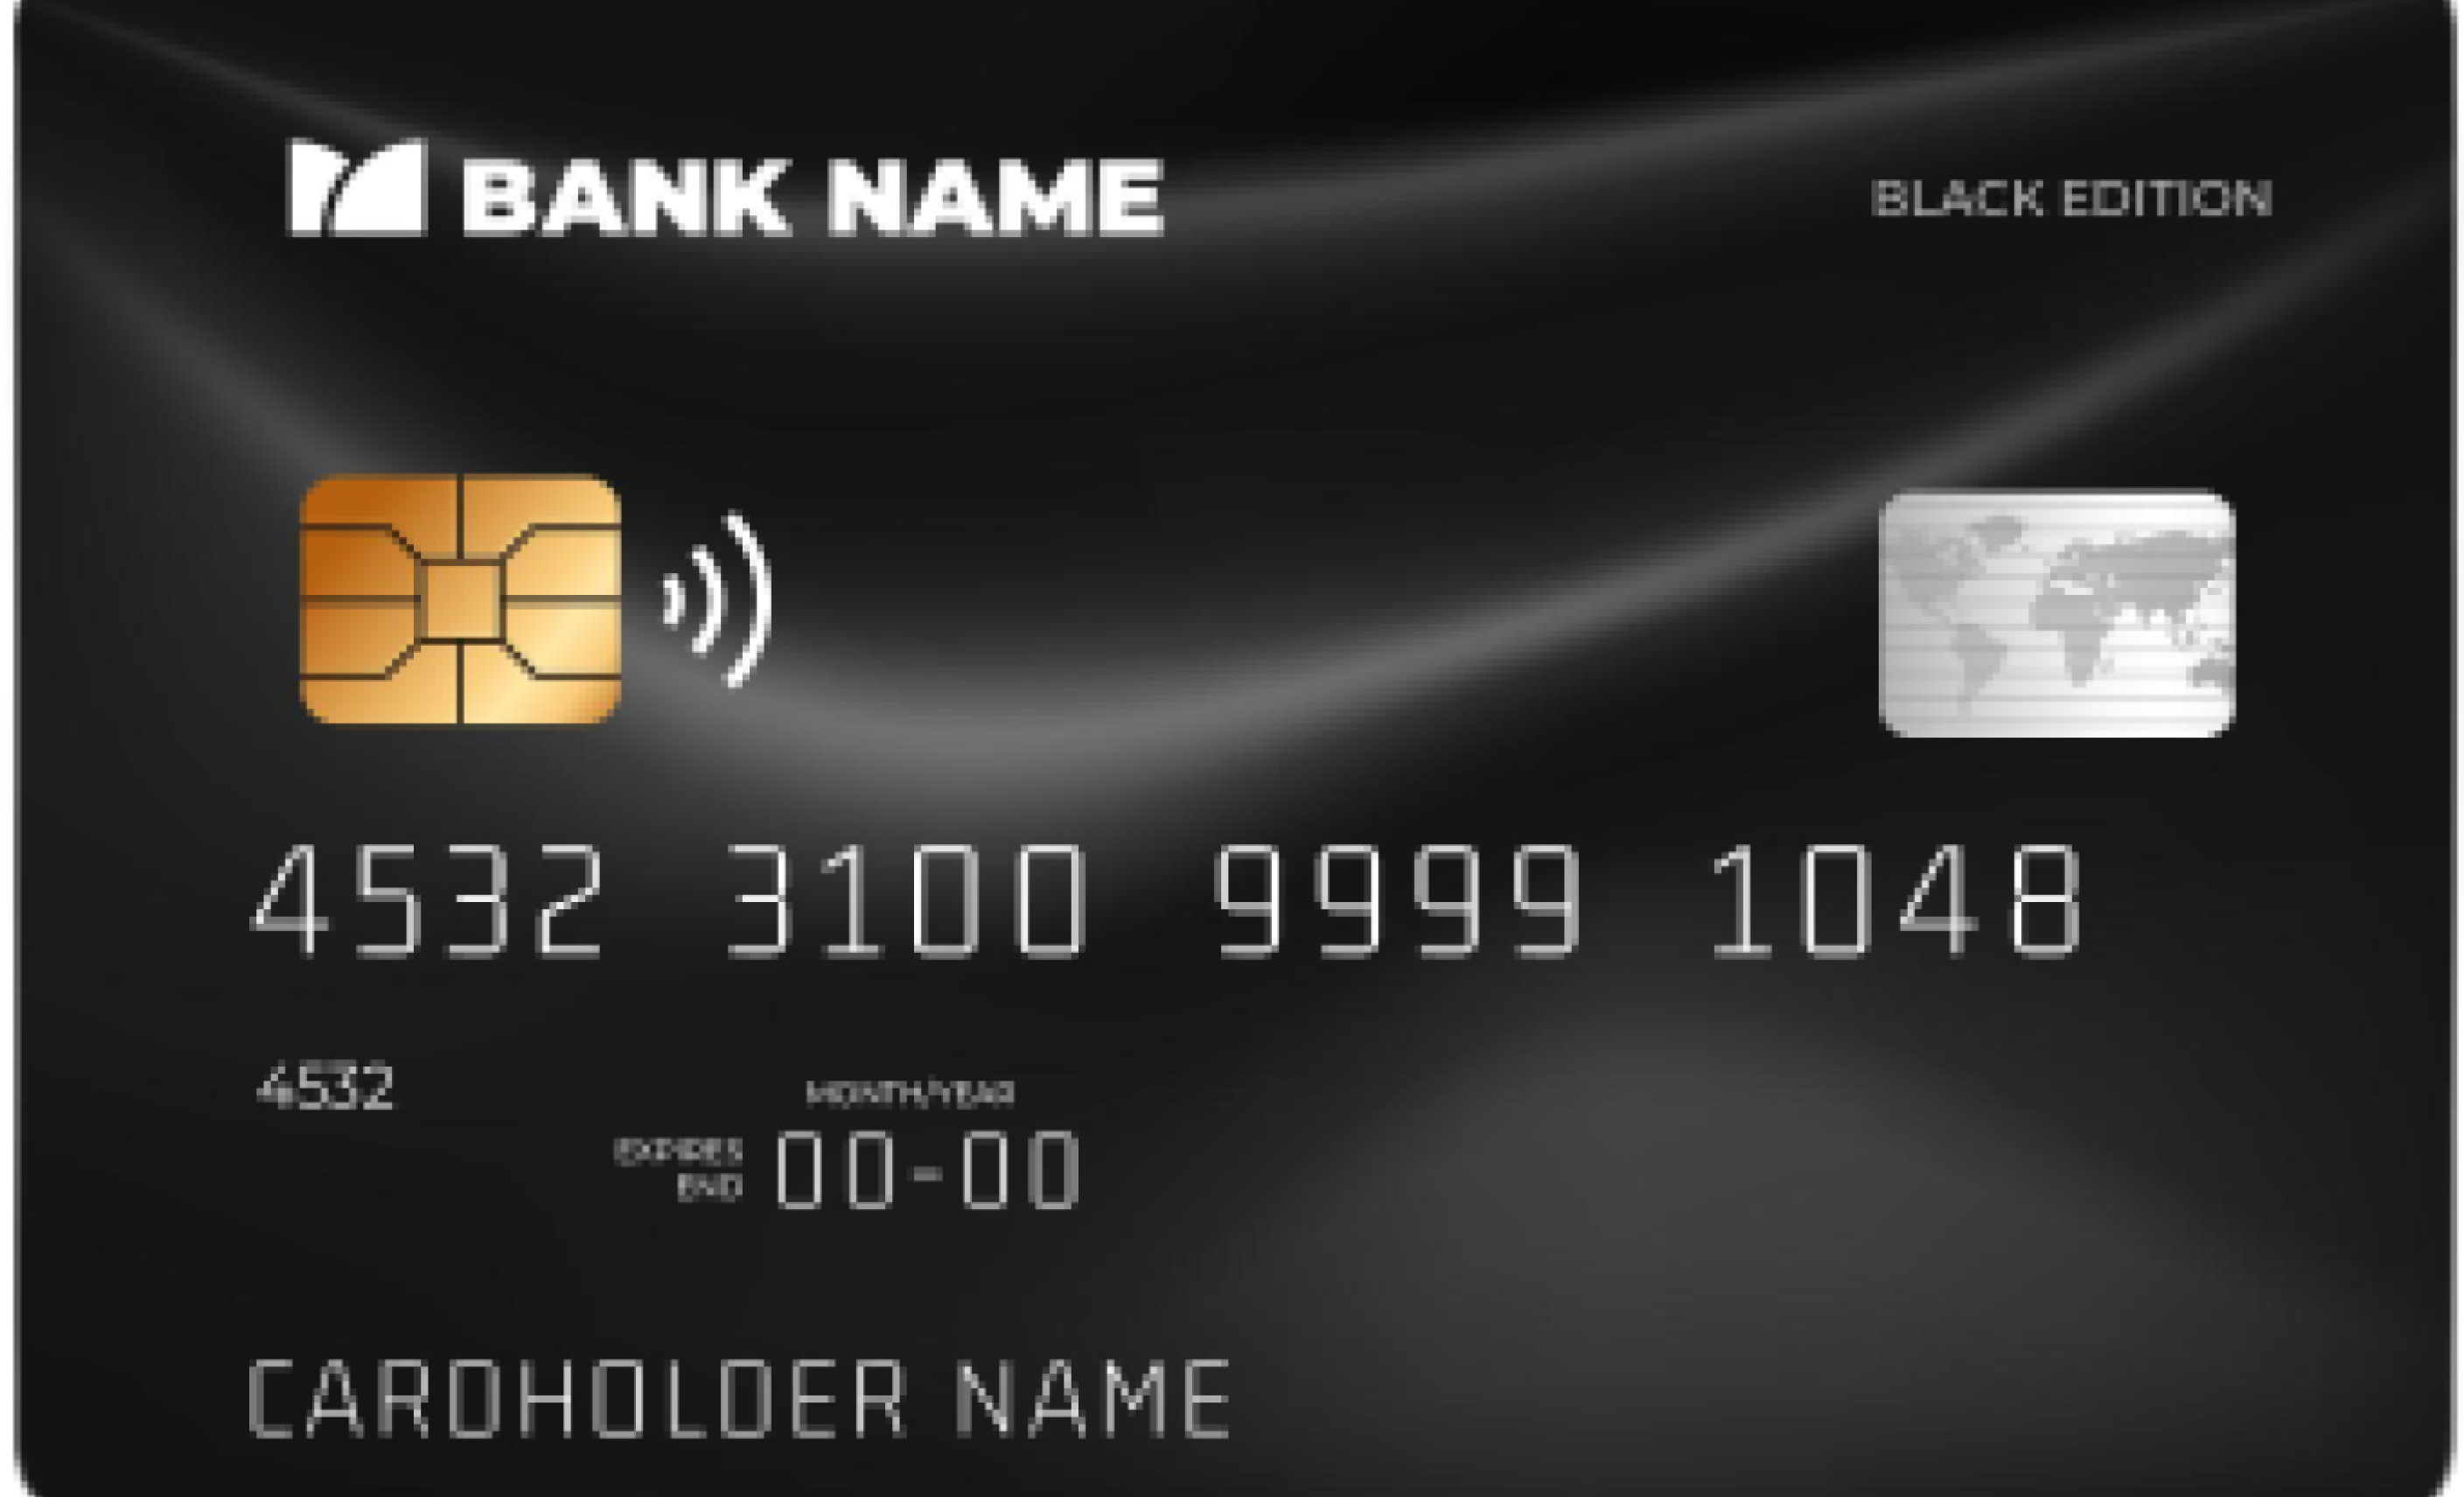 BANK NAME
BLACK EDITION
4532 3100 9999 1048
4532
MONTH/YEAR
EXPIRES
END
00-00
CARDHOLDER NAME